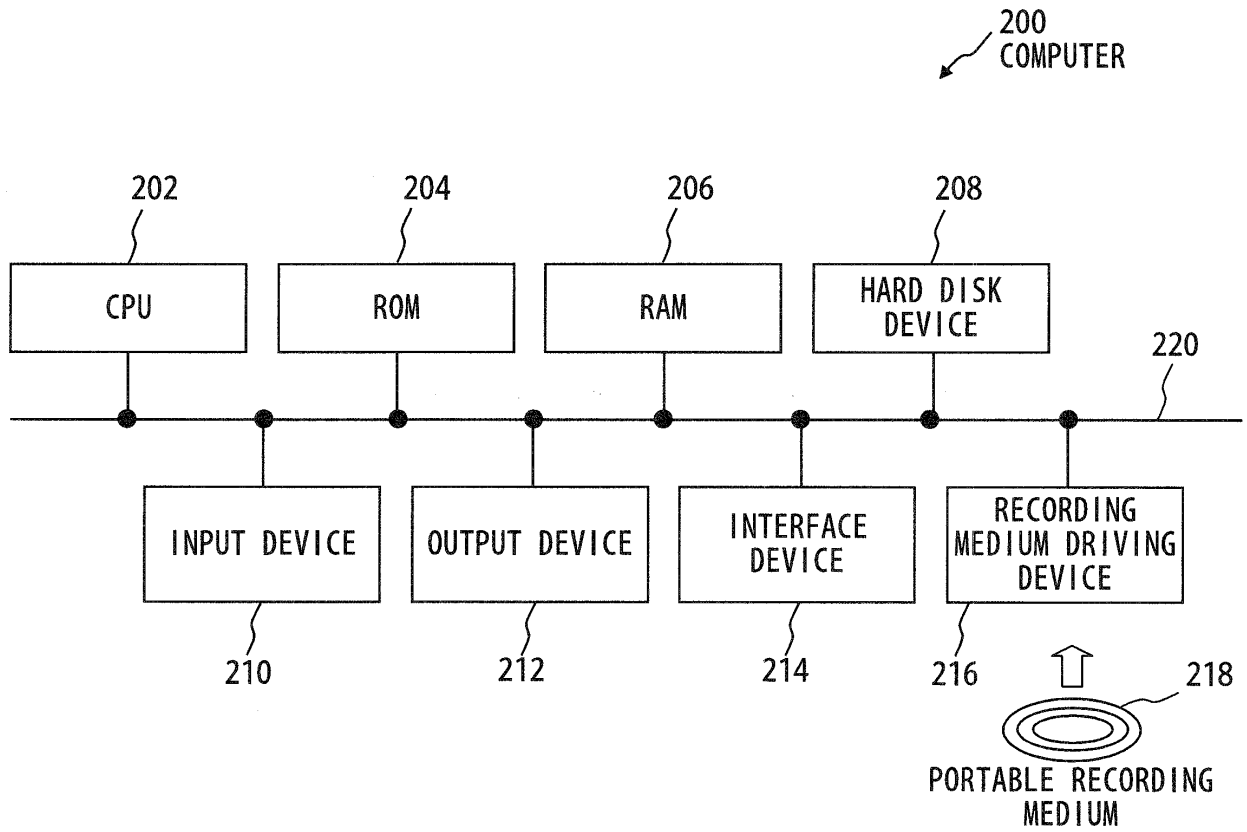 200
COMPUTER
202
204
206
208
CPU
ROM
RAM
HARD DISK
DEVICE
220
INPUT DEVICE
OUTPUT DEVICE
INTERFACE
DEVICE
RECORDING
MEDIUM DRIVING
DEVICE
210
212
214
216
218
PORTABLE RECORDING
MEDIUM